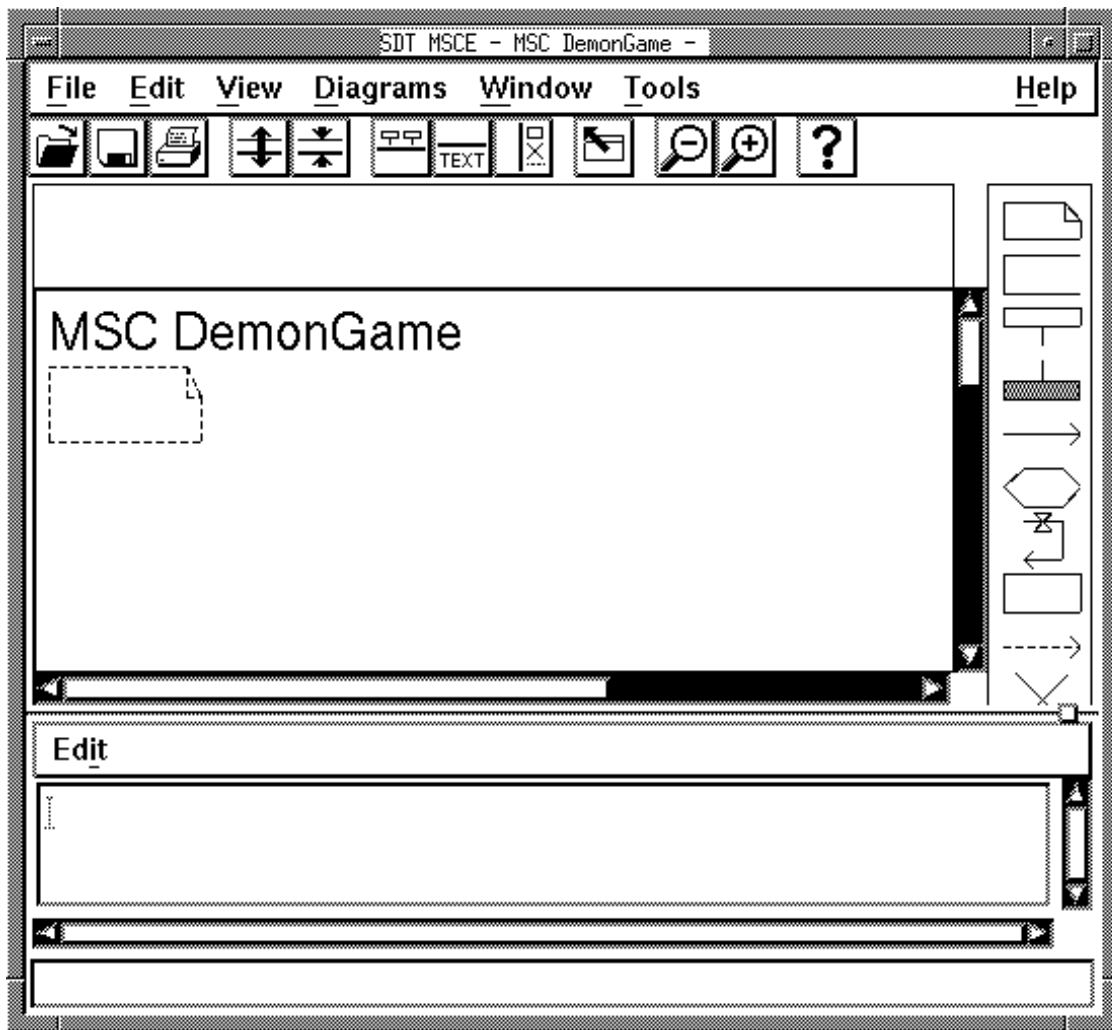 SDT MSCE - MSC DemonGame -
File Edit View Diagrams Window Tools Help
TEXT
?
MSC DemonGame
Edit